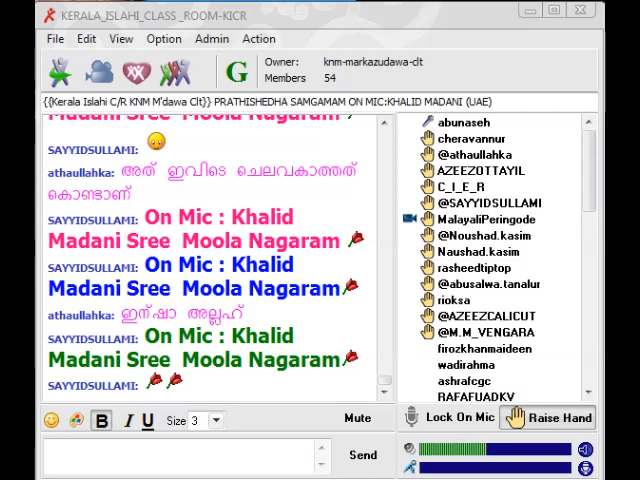 KERALA_ISLAHI_CLASS_ROOM-KICR
File Edit View Option Admin Action
G Owner: knm-markazudawa-clt
Members 54
{{Kerala Islahi C/R KNM M'dawa Clt}} PRATHISHEDHA SAMGAMAM ON MIC:KHALID MADANI (UAE)
Madani Sree Moola Nagaram
SAYYIDSULLAMI:
athaullahka: അത് ഇവിടെ ചെലവകാത്തത്
കൊണ്ടാണ്
SAYYIDSULLAMI: On Mic : Khalid
Madani Sree Moola Nagaram
SAYYIDSULLAMI: On Mic : Khalid
Madani Sree Moola Nagaram
athaullahka: ഇന്ഷാ അല്ലഹ്
SAYYIDSULLAMI: On Mic : Khalid
Madani Sree Moola Nagaram
SAYYIDSULLAMI:
abunaseh
cheravannur
@athaullahka
AZEEZOTTAYIL
C_I_E_R
@SAYYIDSULLAMI
MalayaliPeringode
@Noushad.kasim
Naushad.kasim
rasheedtiptop
@abusalwa.tanalur
rioksa
@AZEEZCALICUT
@M.M_VENGARA
firozkhanmaideen
wadirahma
ashrafcgc
RAFAFUADKV
B I U Size 3 Mute
Lock On Mic Raise Hand
Send